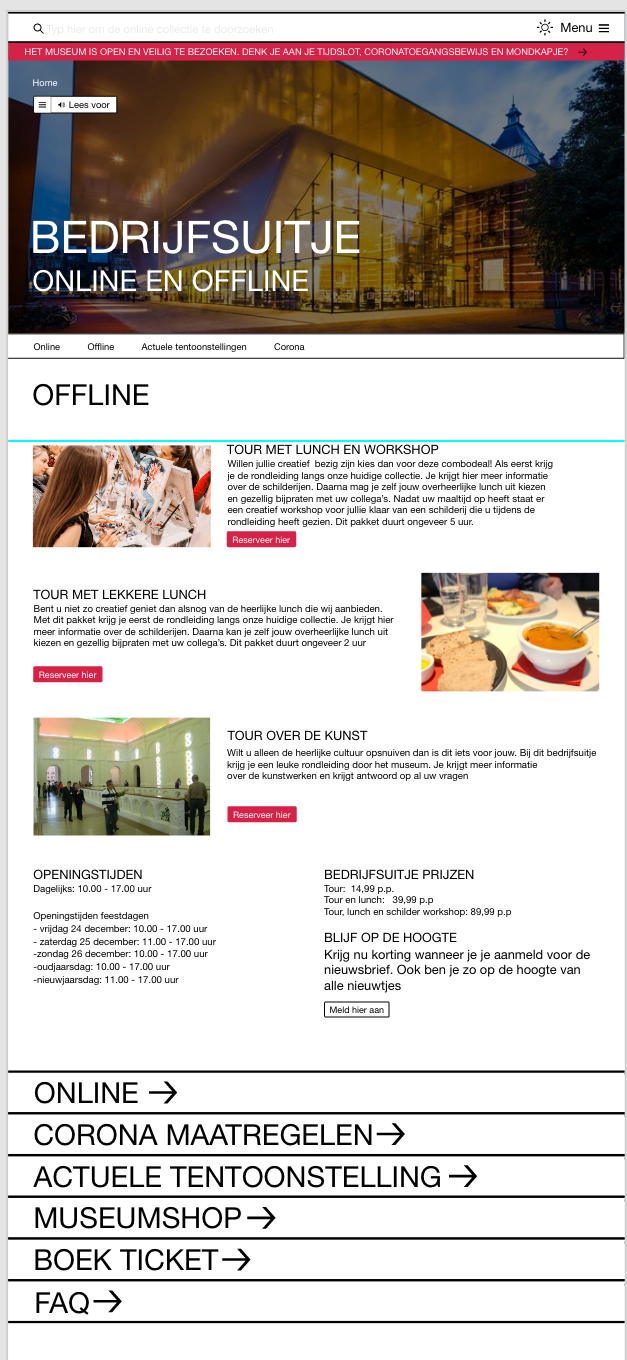 Typ hier om de online collectie te doorzoeken
Menu
HET MUSEUM IS OPEN EN VEILIG TE BEZOEKEN. DENK JE AAN JE TIJDSLOT, CORONATOEGANGSBEWIJS EN MONDKAPJE? →
Home
Lees voor
BEDRIJFSUITJE
ONLINE EN OFFLINE
Online Offline Actuele tentoonstellingen Corona
OFFLINE
TOUR MET LUNCH EN WORKSHOP
Willen jullie creatief bezig zijn kies dan voor deze combodeal! Als eerst krijg
je de rondleiding langs onze huidige collectie. Je krijgt hier meer informatie
over de schilderijen. Daarna mag je zelf jouw overheerlijke lunch uit kiezen
en gezellig bijpraten met uw collega's. Nadat uw maaltijd op heeft staat er
een creatief workshop voor jullie klaar van een schilderij die u tijdens de
rondleiding heeft gezien. Dit pakket duurt ongeveer 5 uur.
Reserveer hier
TOUR MET LEKKERE LUNCH
Bent u niet zo creatief geniet dan alsnog van de heerlijke lunch die wij aanbieden.
Met dit pakket krijg je eerst de rondleiding langs onze huidige collectie. Je krijgt hier
meer informatie over de schilderijen. Daarna kan je zelf jouw overheerlijke lunch uit
kiezen en gezellig bijpraten met uw collega's. Dit pakket duurt ongeveer 2 uur
Reserveer hier
TOUR OVER DE KUNST
Wilt u alleen de heerlijke cultuur opsnuiven dan is dit iets voor jouw. Bij dit bedrijfsuitje
krijg je een leuke rondleiding door het museum. Je krijgt meer informatie
over de kunstwerken en krijgt antwoord op al uw vragen
Reserveer hier
OPENINGSTIJDEN
Dagelijks: 10.00 - 17.00 uur
Openingstijden feestdagen
- vrijdag 24 december: 10.00 - 17.00 uur
- zaterdag 25 december: 11.00 - 17.00 uur
-zondag 26 december: 10.00 - 17.00 uur
-oudjaarsdag: 10.00 - 17.00 uur
-nieuwjaarsdag: 11.00 - 17.00 uur
BEDRIJFSUITJE PRIJZEN
Tour: 14,99 p.p.
Tour en lunch: 39,99 p.p
Tour, lunch en schilder workshop: 89,99 p.p
BLIJF OP DE HOOGTE
Krijg nu korting wanneer je je aanmeld voor de
nieuwsbrief. Ook ben je zo op de hoogte van
alle nieuwtjes
Meld hier aan
ONLINE →
CORONA MAATREGELEN→
ACTUELE TENTOONSTELLING →
MUSEUMSHOP→
BOEK TICKET→
FAQ→